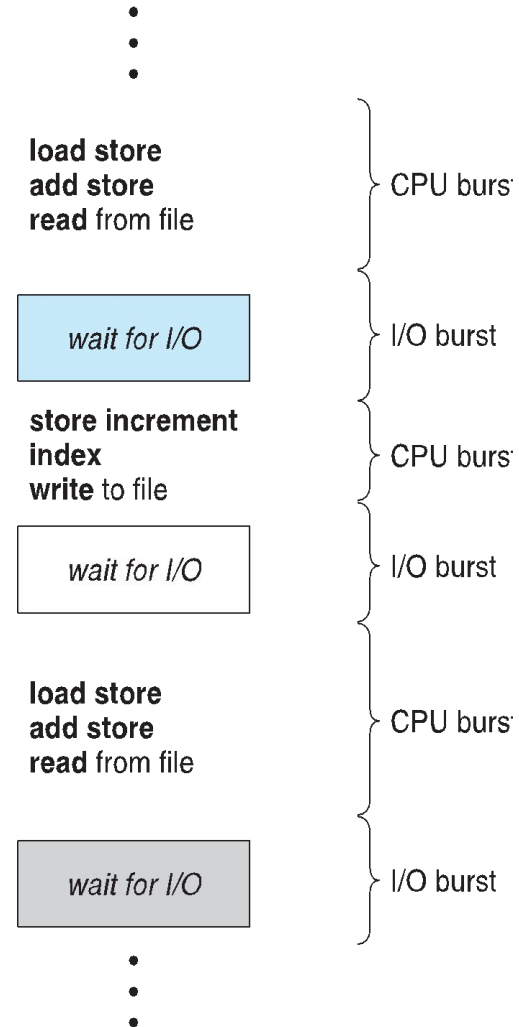 load store
add store
read from file
CPU burs
wait for I/O
I/O burst
store increment
index
write to file
CPU burs
wait for I/O
I/O burst
load store
add store
read from file
CPU burs
wait for I/O
I/O burst